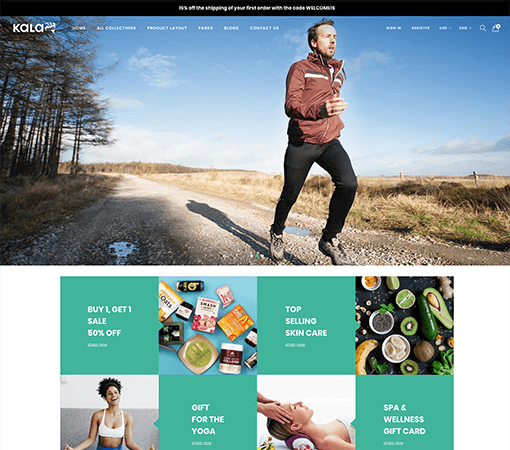 15% off the shipping of your first order with the code WELCOME15
KALA
HOME ALL COLLECTIONS PRODUCT LAYOUT PAGES BLOGS CONTACT US SIGN IN REGISTER USD ENG 0
BUY 1, GET 1
SALE
50% OFF
shop now
SMASH
TOP
SELLING
SKIN CARE
shop now
GIFT
FOR THE
YOGA
shop now
SPA &
WELLNESS
GIFT CARD
shop now